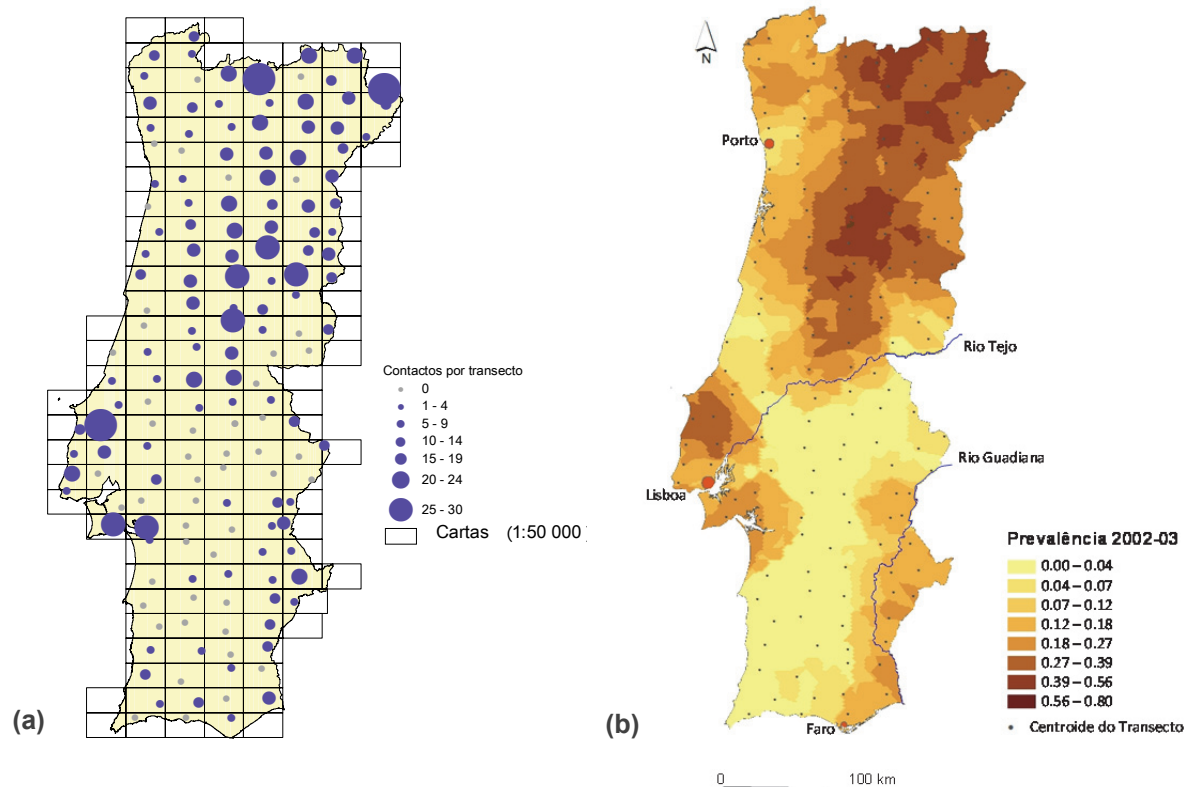 Contactos por transecto
0
1 - 4
5 - 9
10 - 14
15 - 19
20 - 24
25 - 30
Cartas (1:50 000)
(a)
N
Porto
Rio Tejo
Rio Guadiana
Lisboa
Faro
Prevalência 2002-03
0.00 – 0.04
0.04 – 0.07
0.07 – 0.12
0.12 – 0.18
0.18 – 0.27
0.27 – 0.39
0.39 – 0.56
0.56 – 0.80
Centroide do Transecto
(b)
0 100 km